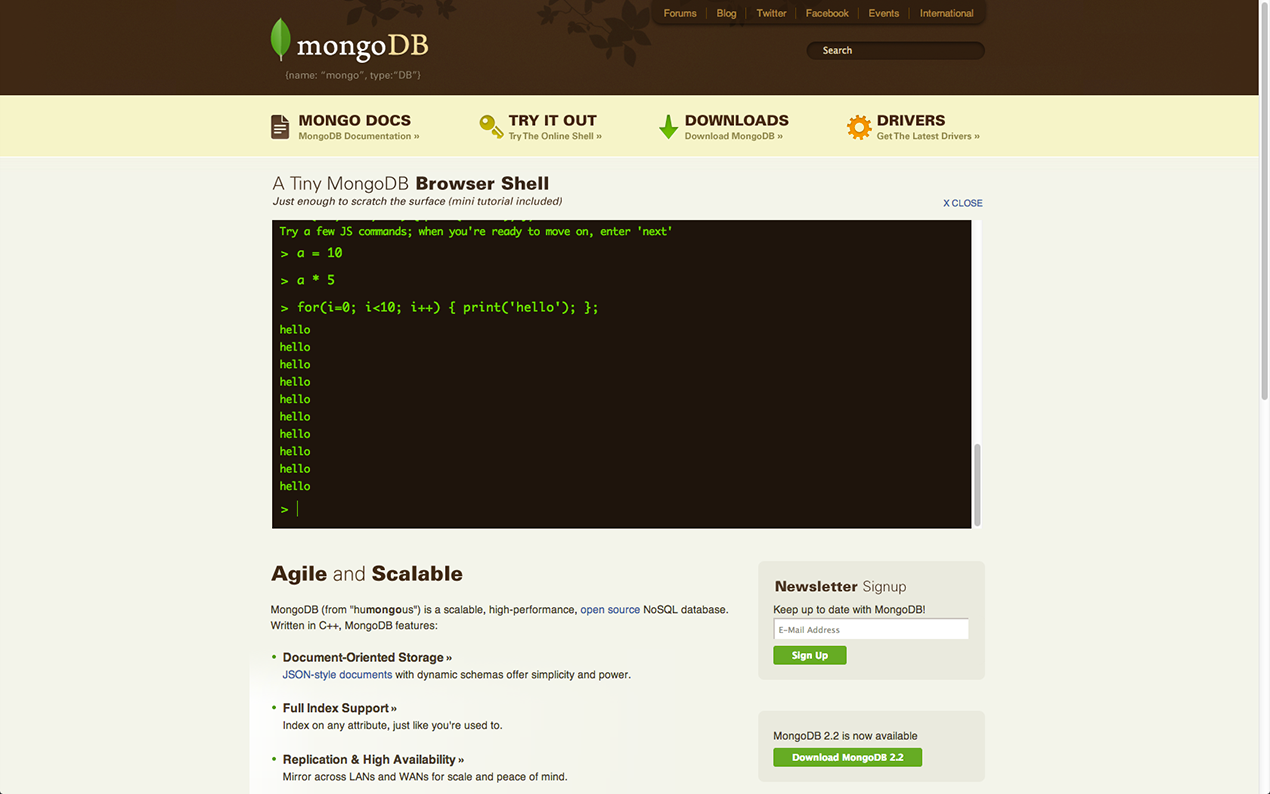 Forums Blog Twitter Facebook Events International
mongoDB
Search
{name: “mongo”, type:“DB”}
MONGO DOCS
MongoDB Documentation »
TRY IT OUT
Try The Online Shell »
DOWNLOADS
Download MongoDB »
DRIVERS
Get The Latest Drivers »
A Tiny MongoDB Browser Shell
Just enough to scratch the surface (mini tutorial included)
X CLOSE
Try a few JS commands; when you're ready to move on, enter 'next'
> a = 10
> a * 5
> for(i=0; i<10; i++) { print('hello'); };
hello
hello
hello
hello
hello
hello
hello
hello
hello
hello
>
Agile and Scalable
MongoDB (from "humongous") is a scalable, high-performance, open source NoSQL database.
Written in C++, MongoDB features:
• Document-Oriented Storage »
JSON-style documents with dynamic schemas offer simplicity and power.
• Full Index Support »
Index on any attribute, just like you're used to.
• Replication & High Availability »
Mirror across LANs and WANs for scale and peace of mind.
Newsletter Signup
Keep up to date with MongoDB!
E-Mail Address
Sign Up
MongoDB 2.2 is now available
Download MongoDB 2.2